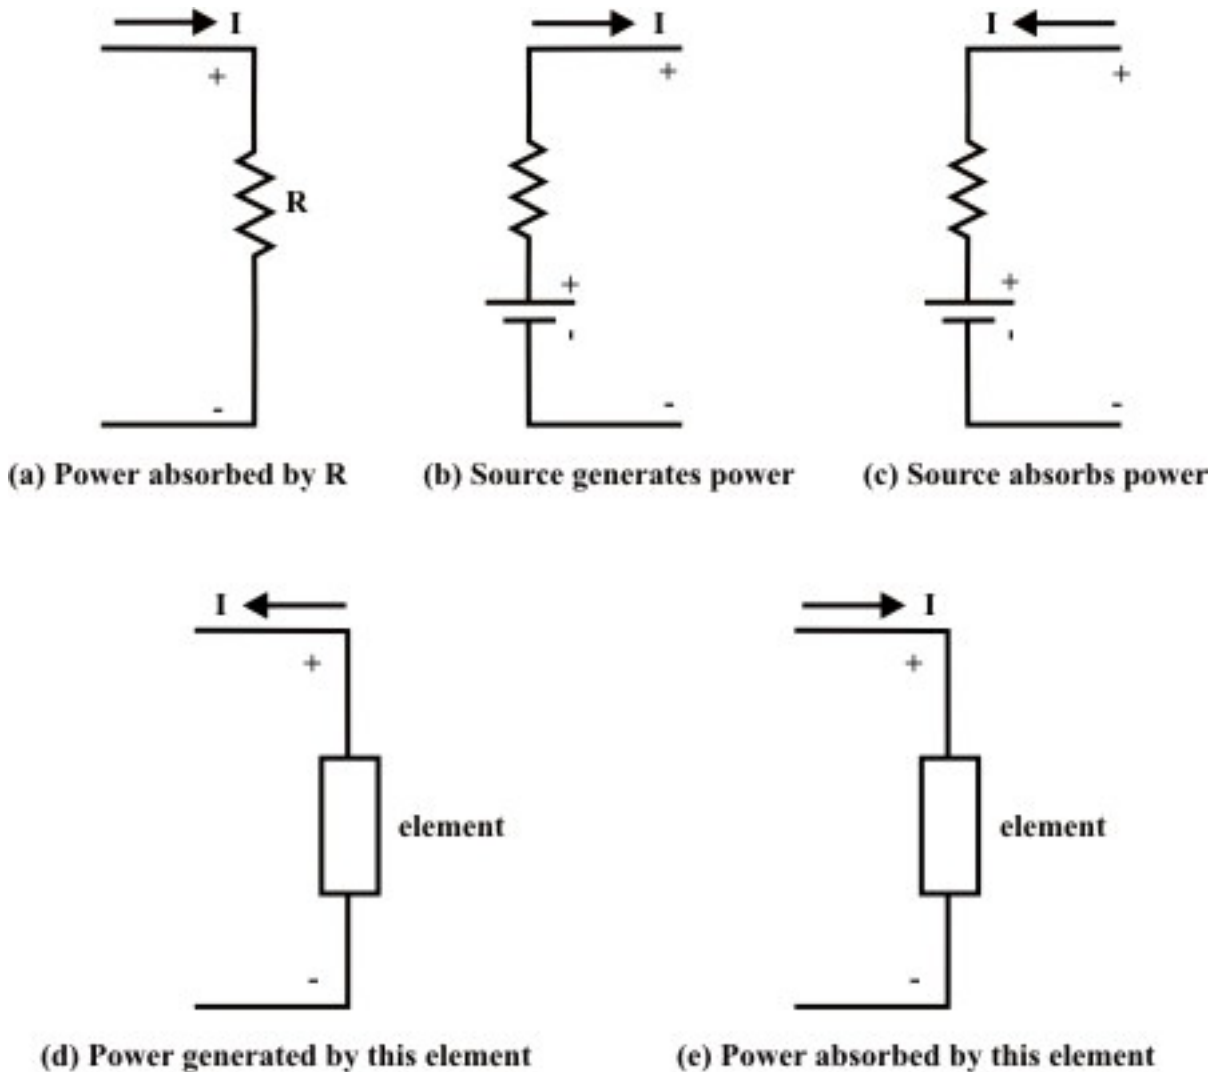 I I I
+ + +
R
+ +
- -
- - -
(a) Power absorbed by R (b) Source generates power (c) Source absorbs power
I I
+ +
element element
- -
(d) Power generated by this element (e) Power absorbed by this element